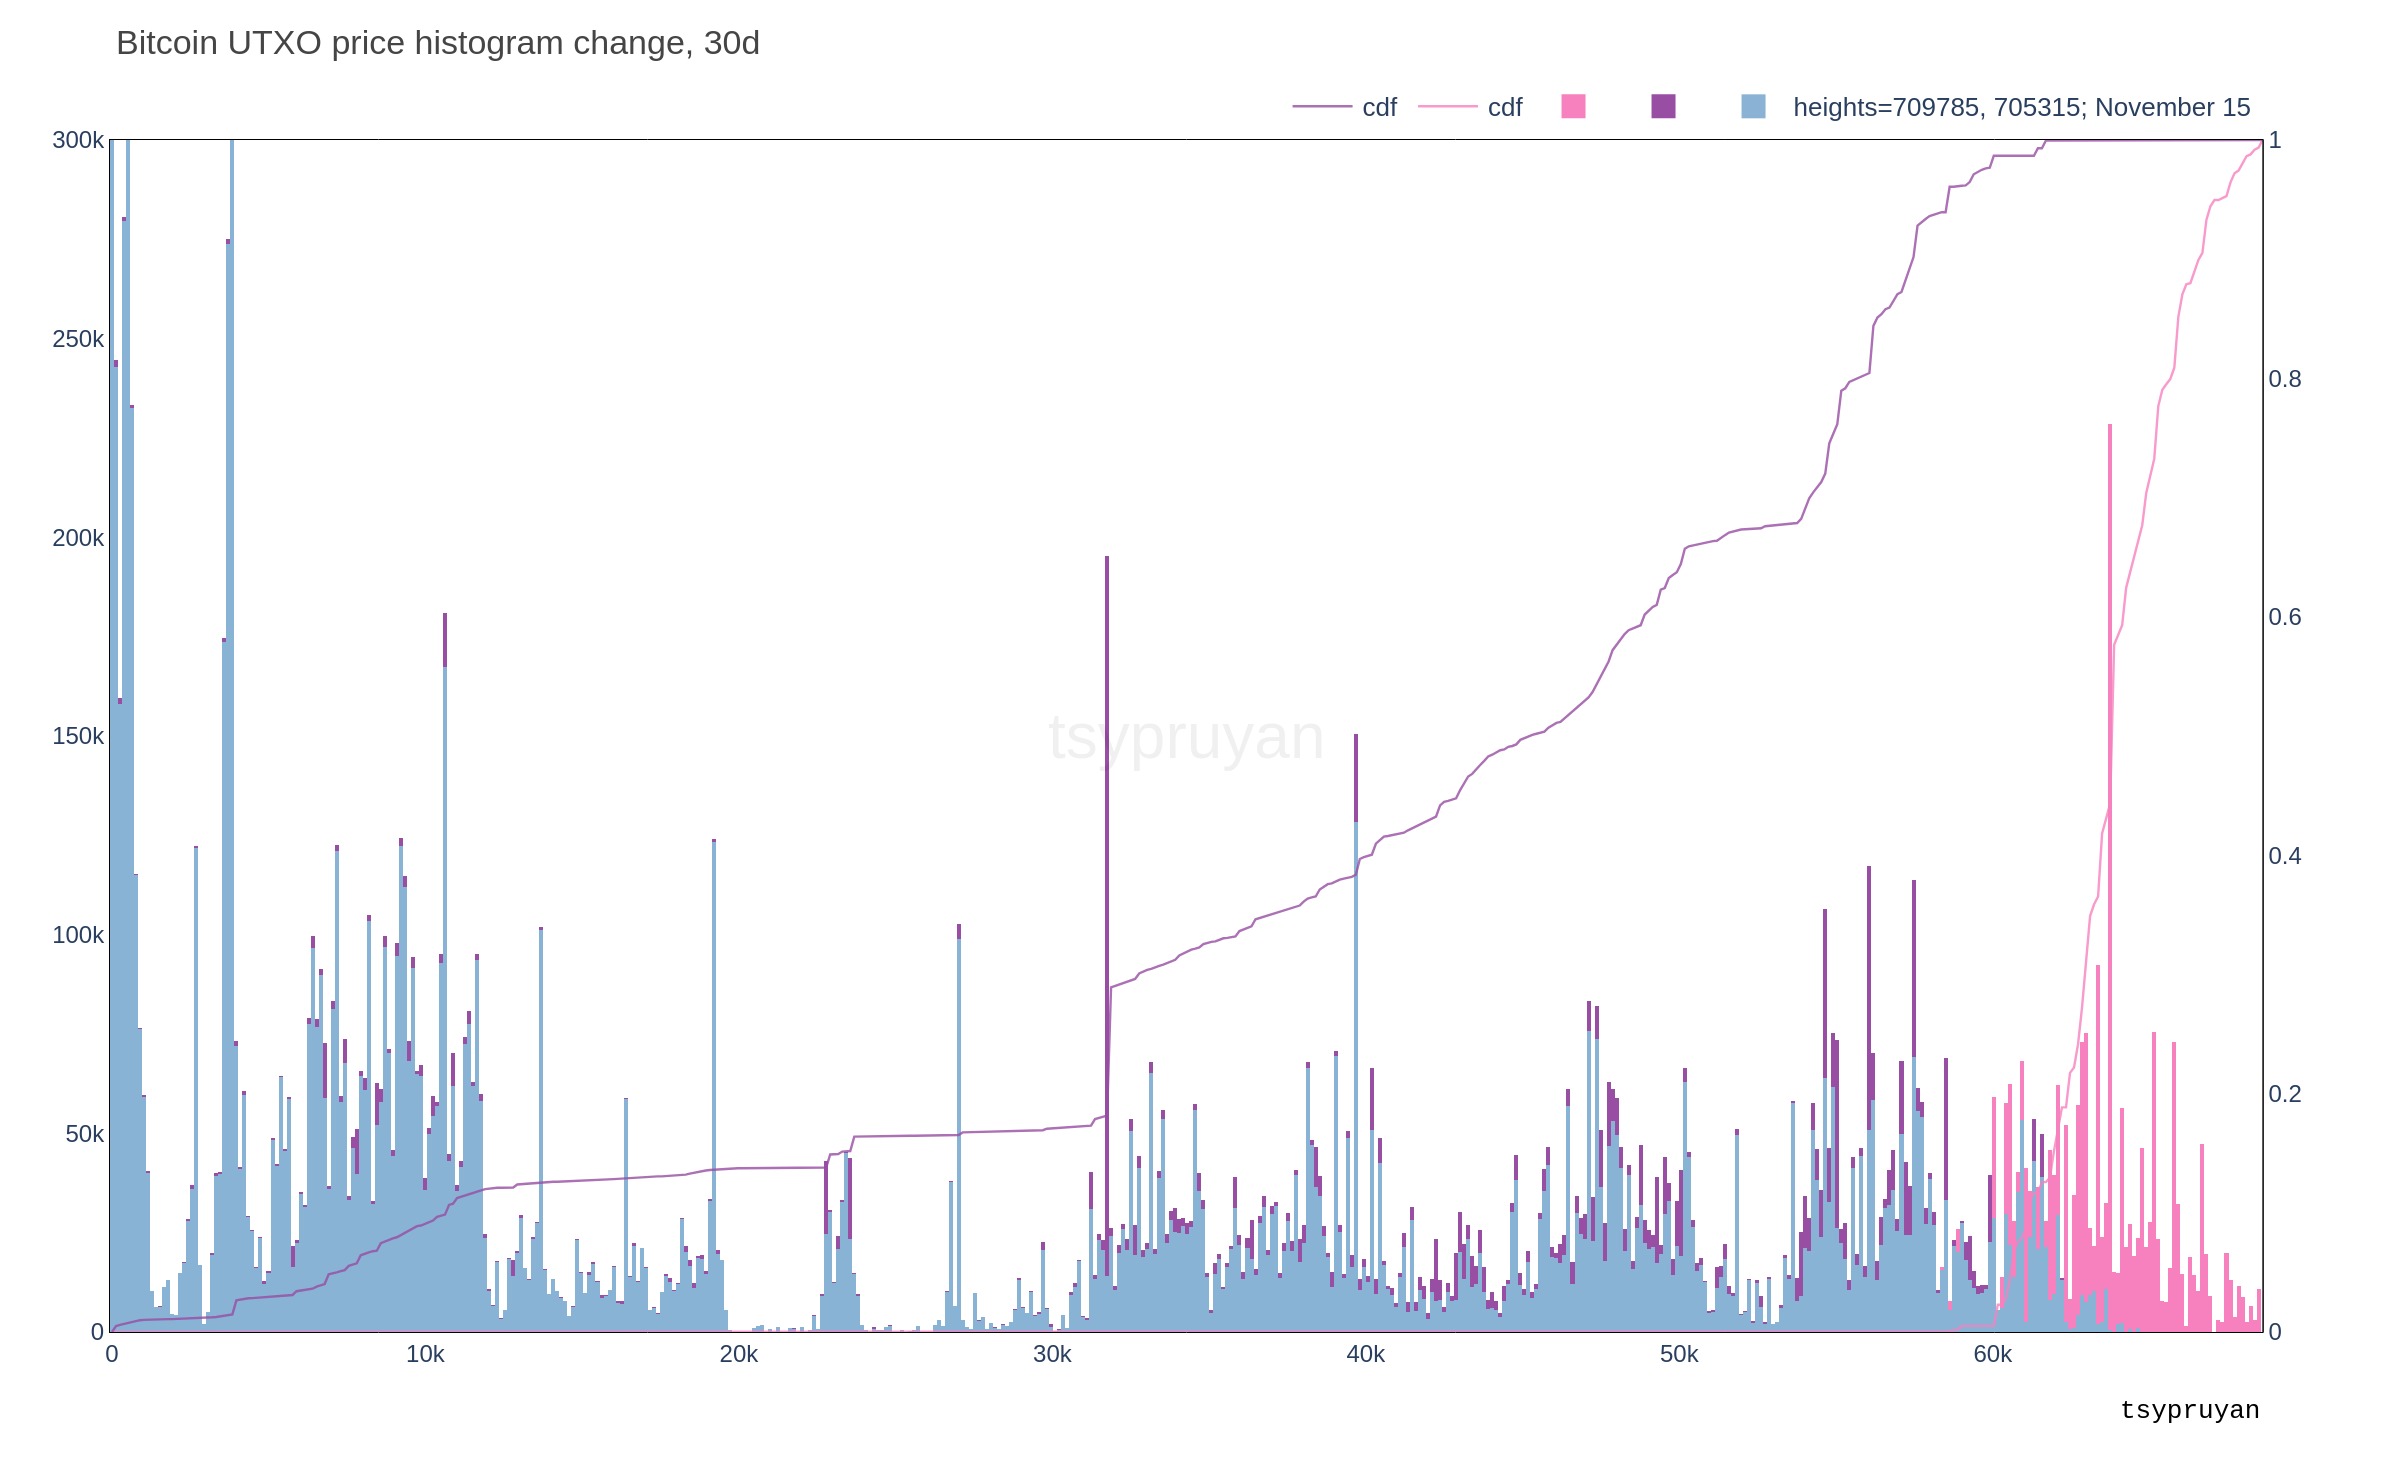 Bitcoin UTXO price histogram change, 30d
cdf cdf heights=709785, 705315; November 15
300k 1
250k
0.8
200k
0.6
150k
tsypruyan
0.4
100k
0.2
50k
0 0
0 10k 20k 30k 40k 50k 60k
tsypruyan